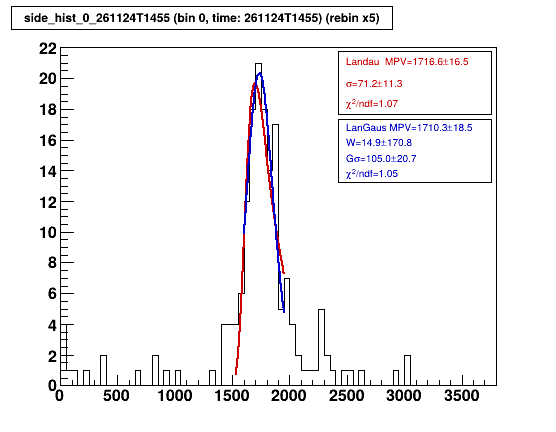 side_hist_0_261124T1455 (bin 0, time: 261124T1455) (rebin x5)
Landau MPV=1716.6±16.5
σ=71.2±11.3
χ²/ndf=1.07
LanGaus MPV=1710.3±18.5
W=14.9±170.8
Gσ=105.0±20.7
χ²/ndf=1.05
22
20
18
16
14
12
10
8
6
4
2
0
0 500 1000 1500 2000 2500 3000 3500